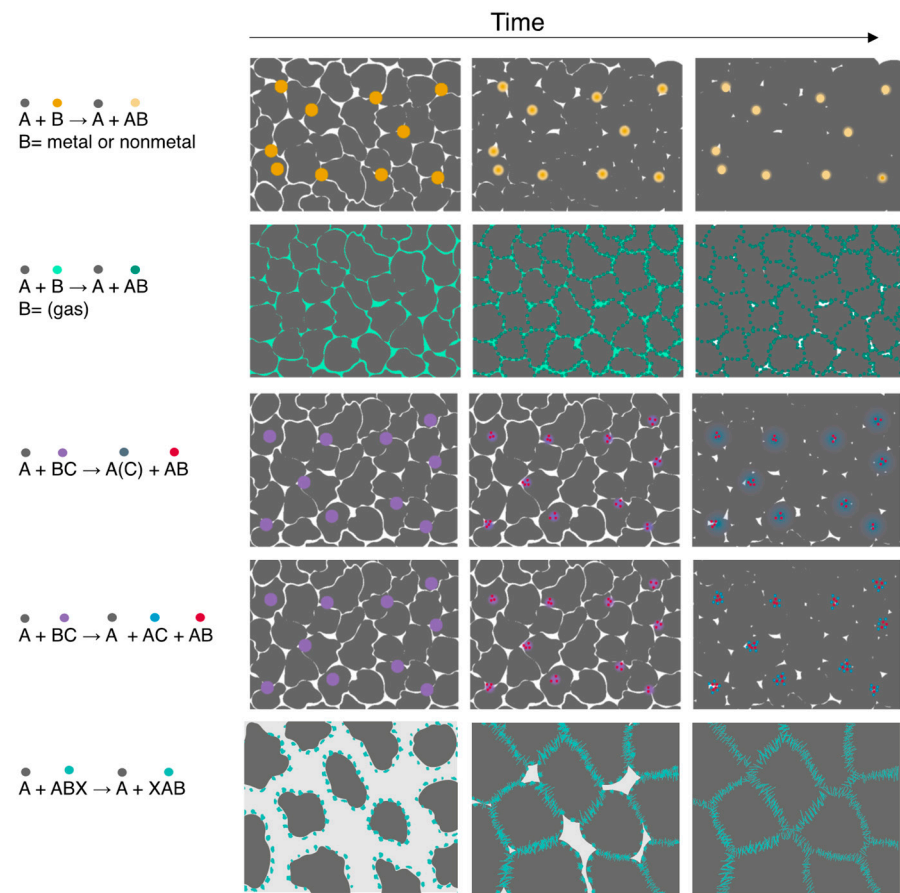 Time
A + B → A + AB
B= metal or nonmetal
A + B → A + AB
B= (gas)
A + BC → A(C) + AB
A + BC → A + AC + AB
A + ABX → A + XAB